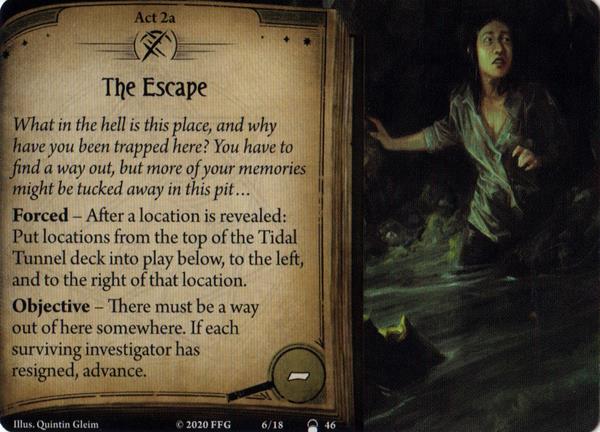 Act 2a
The Escape
What in the hell is this place, and why
have you been trapped here? You have to
find a way out, but more of your memories
might be tucked away in this pit…
Forced – After a location is revealed:
Put locations from the top of the Tidal
Tunnel deck into play below, to the left,
and to the right of that location.
Objective – There must be a way
out of here somewhere. If each
surviving investigator has
resigned, advance.
–
Illus. Quintin Gleim © 2020 FFG 6/18 46